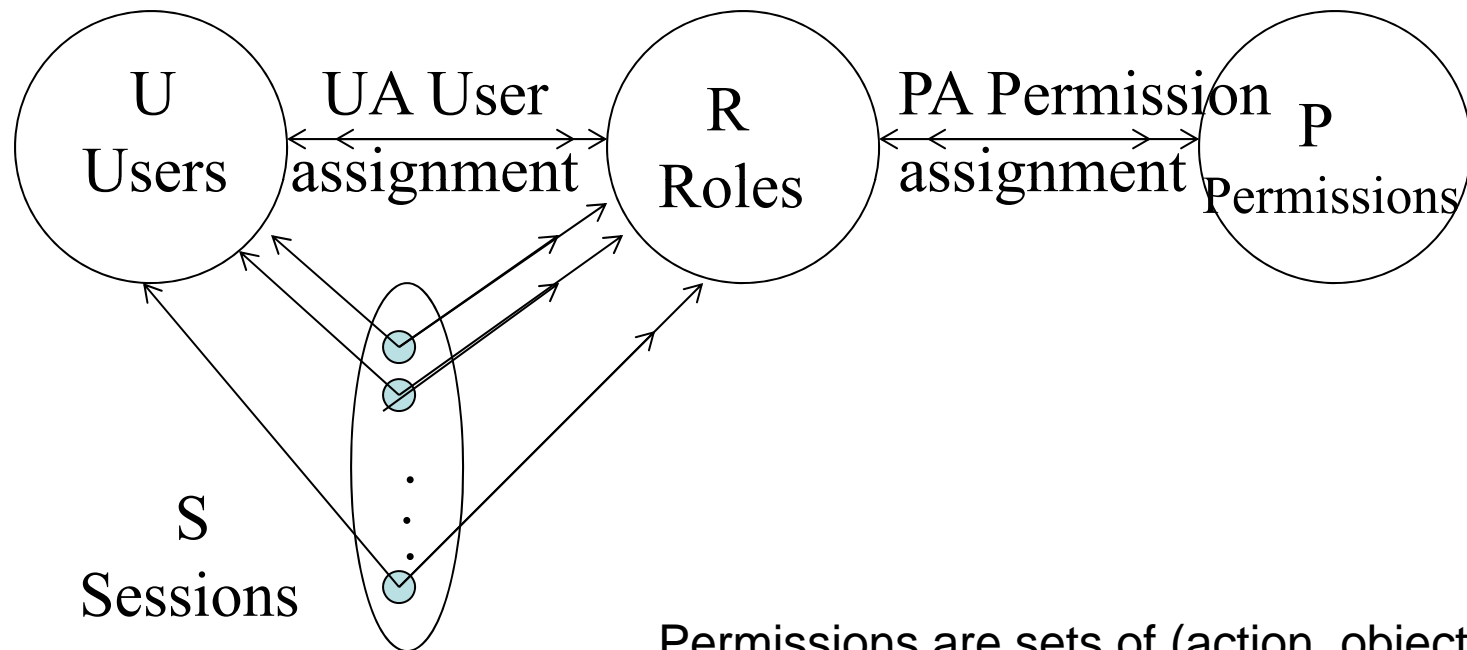 U
Users
UA User
assignment
R
Roles
PA Permission
assignment
P
Permissions
S
Sessions
.
.
.
Permissions are sets of (action, object